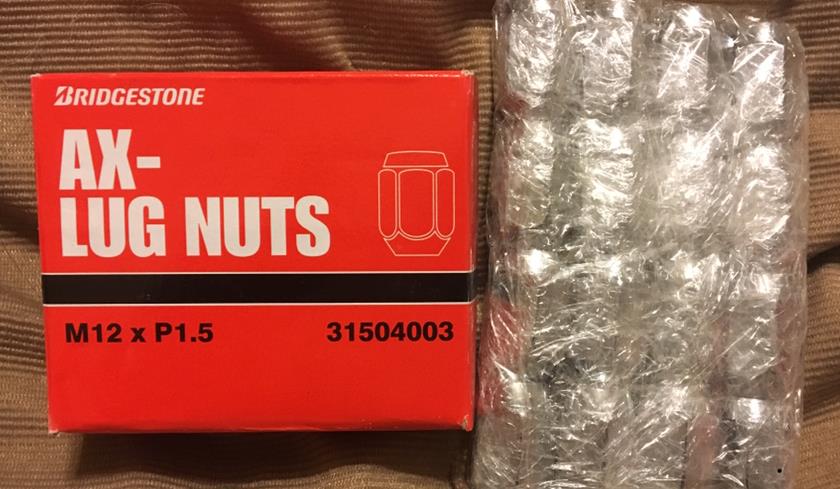 BRIDGESTONE
AX-
LUG NUTS
M12 x P1.5 31504003